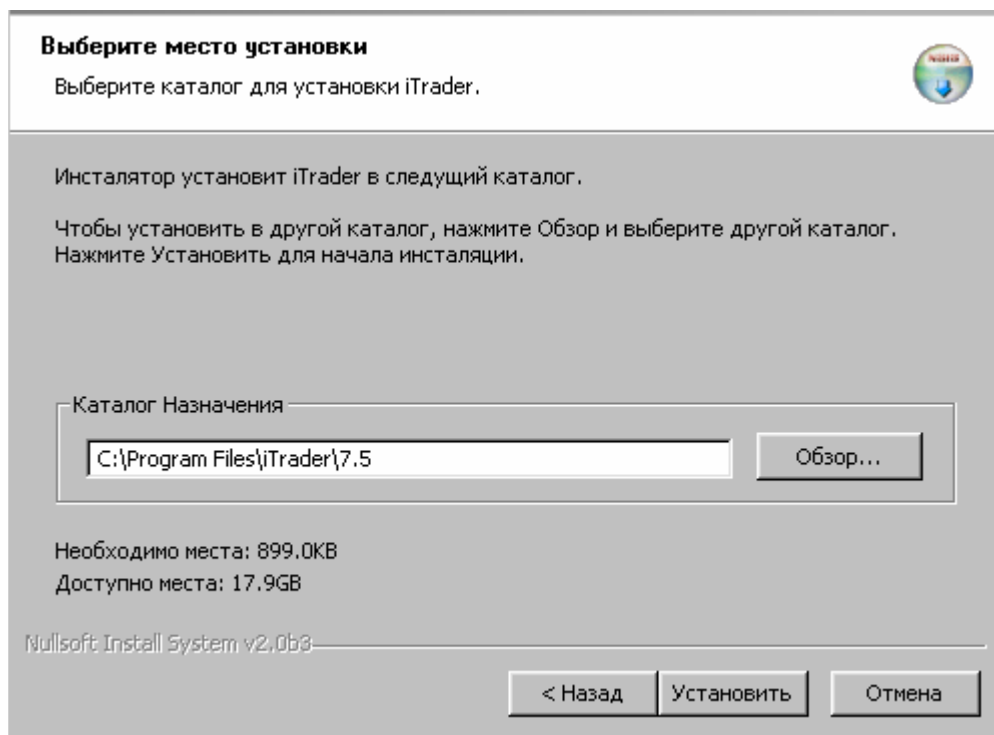 Выберите место установки
Выберите каталог для установки iTrader.
Инсталятор установит iTrader в следущий каталог.
Чтобы установить в другой каталог, нажмите Обзор и выберите другой каталог.
Нажмите Установить для начала инсталяции.
Каталог Назначения
C:\Program Files\iTrader\7.5
Обзор...
Необходимо места: 899.0KB
Доступно места: 17.9GB
Nullsoft Install System v2.0b3
< Назад
Установить
Отмена